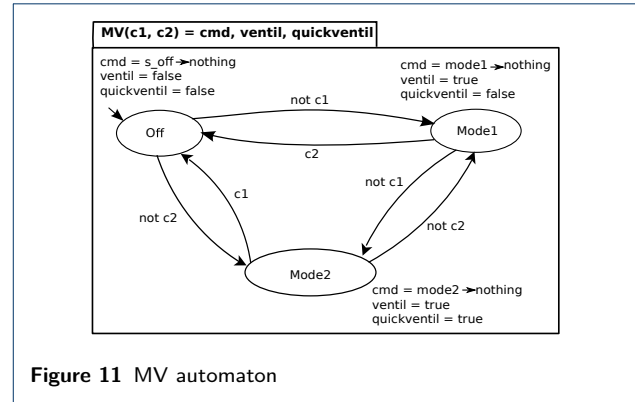 MV(c1, c2) = cmd, ventil, quickventil
cmd = s_off → nothing
ventil = false
quickventil = false
cmd = mode1 → nothing
ventil = true
quickventil = false
not c1
Off
Mode1
c2
not c1
c1
not c2
not c2
Mode2
cmd = mode2 → nothing
ventil = true
quickventil = true
Figure 11 MV automaton